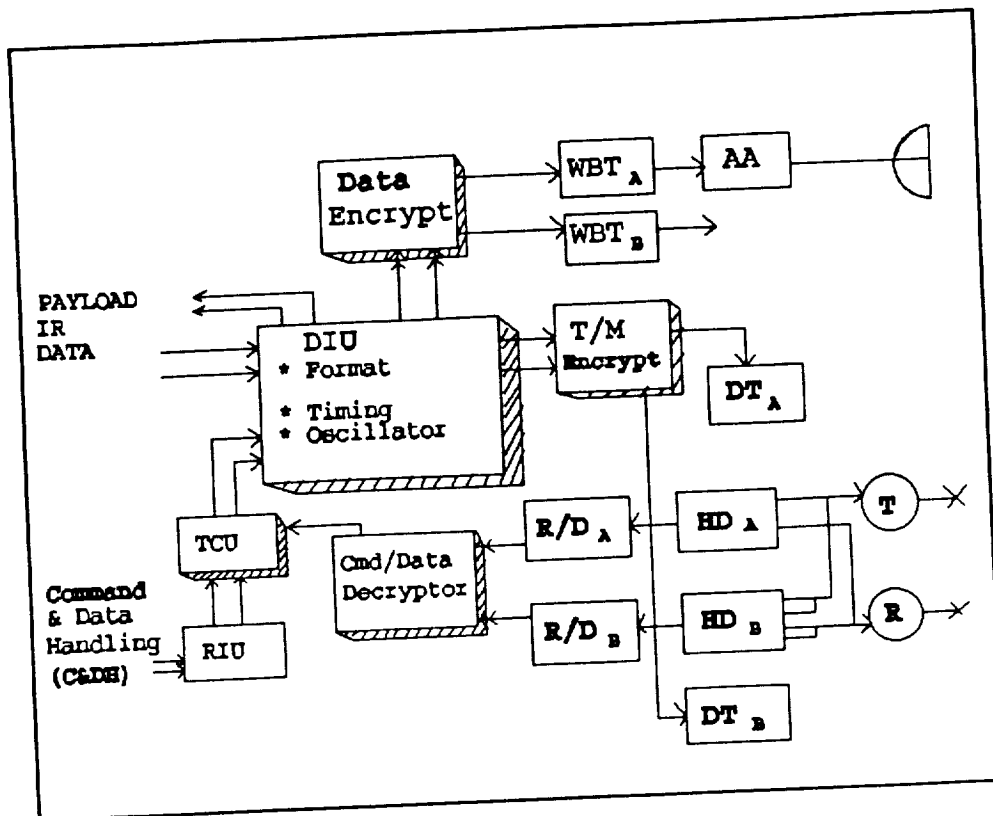 Data
Encrypt
WBT A
AA
WBT B
PAYLOAD
IR
DATA
DIU
* Format
* Timing
* Oscillator
T/M
Encrypt
DT A
TCU
Cmd/Data
Decryptor
R/D A
HD A
T
Command
& Data
Handling
(C&DH)
RIU
R/D B
HD B
R
DT B